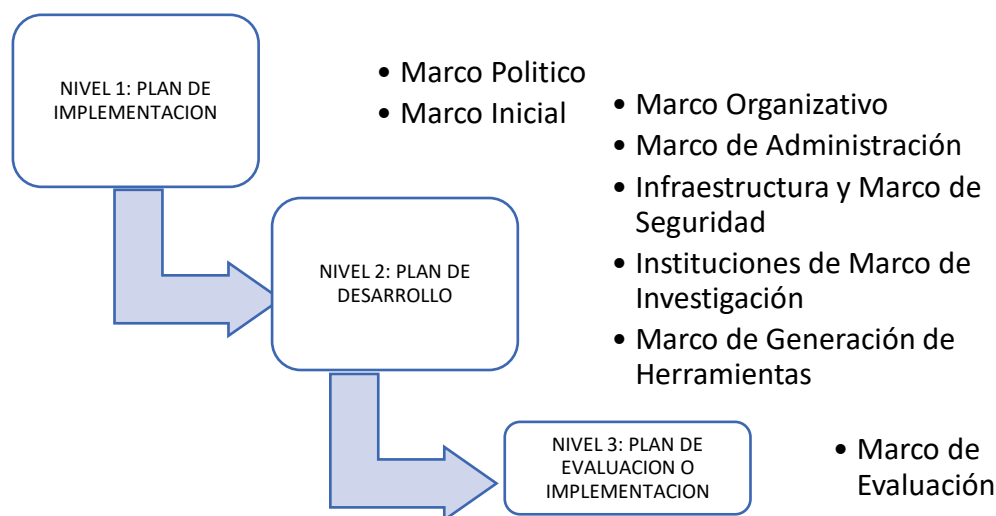 NIVEL 1: PLAN DE
IMPLEMENTACION
• Marco Politico
• Marco Inicial
NIVEL 2: PLAN DE
DESARROLLO
• Marco Organizativo
• Marco de Administración
• Infraestructura y Marco de
Seguridad
• Instituciones de Marco de
Investigación
• Marco de Generación de
Herramientas
NIVEL 3: PLAN DE
EVALUACION O
IMPLEMENTACION
• Marco de
Evaluación